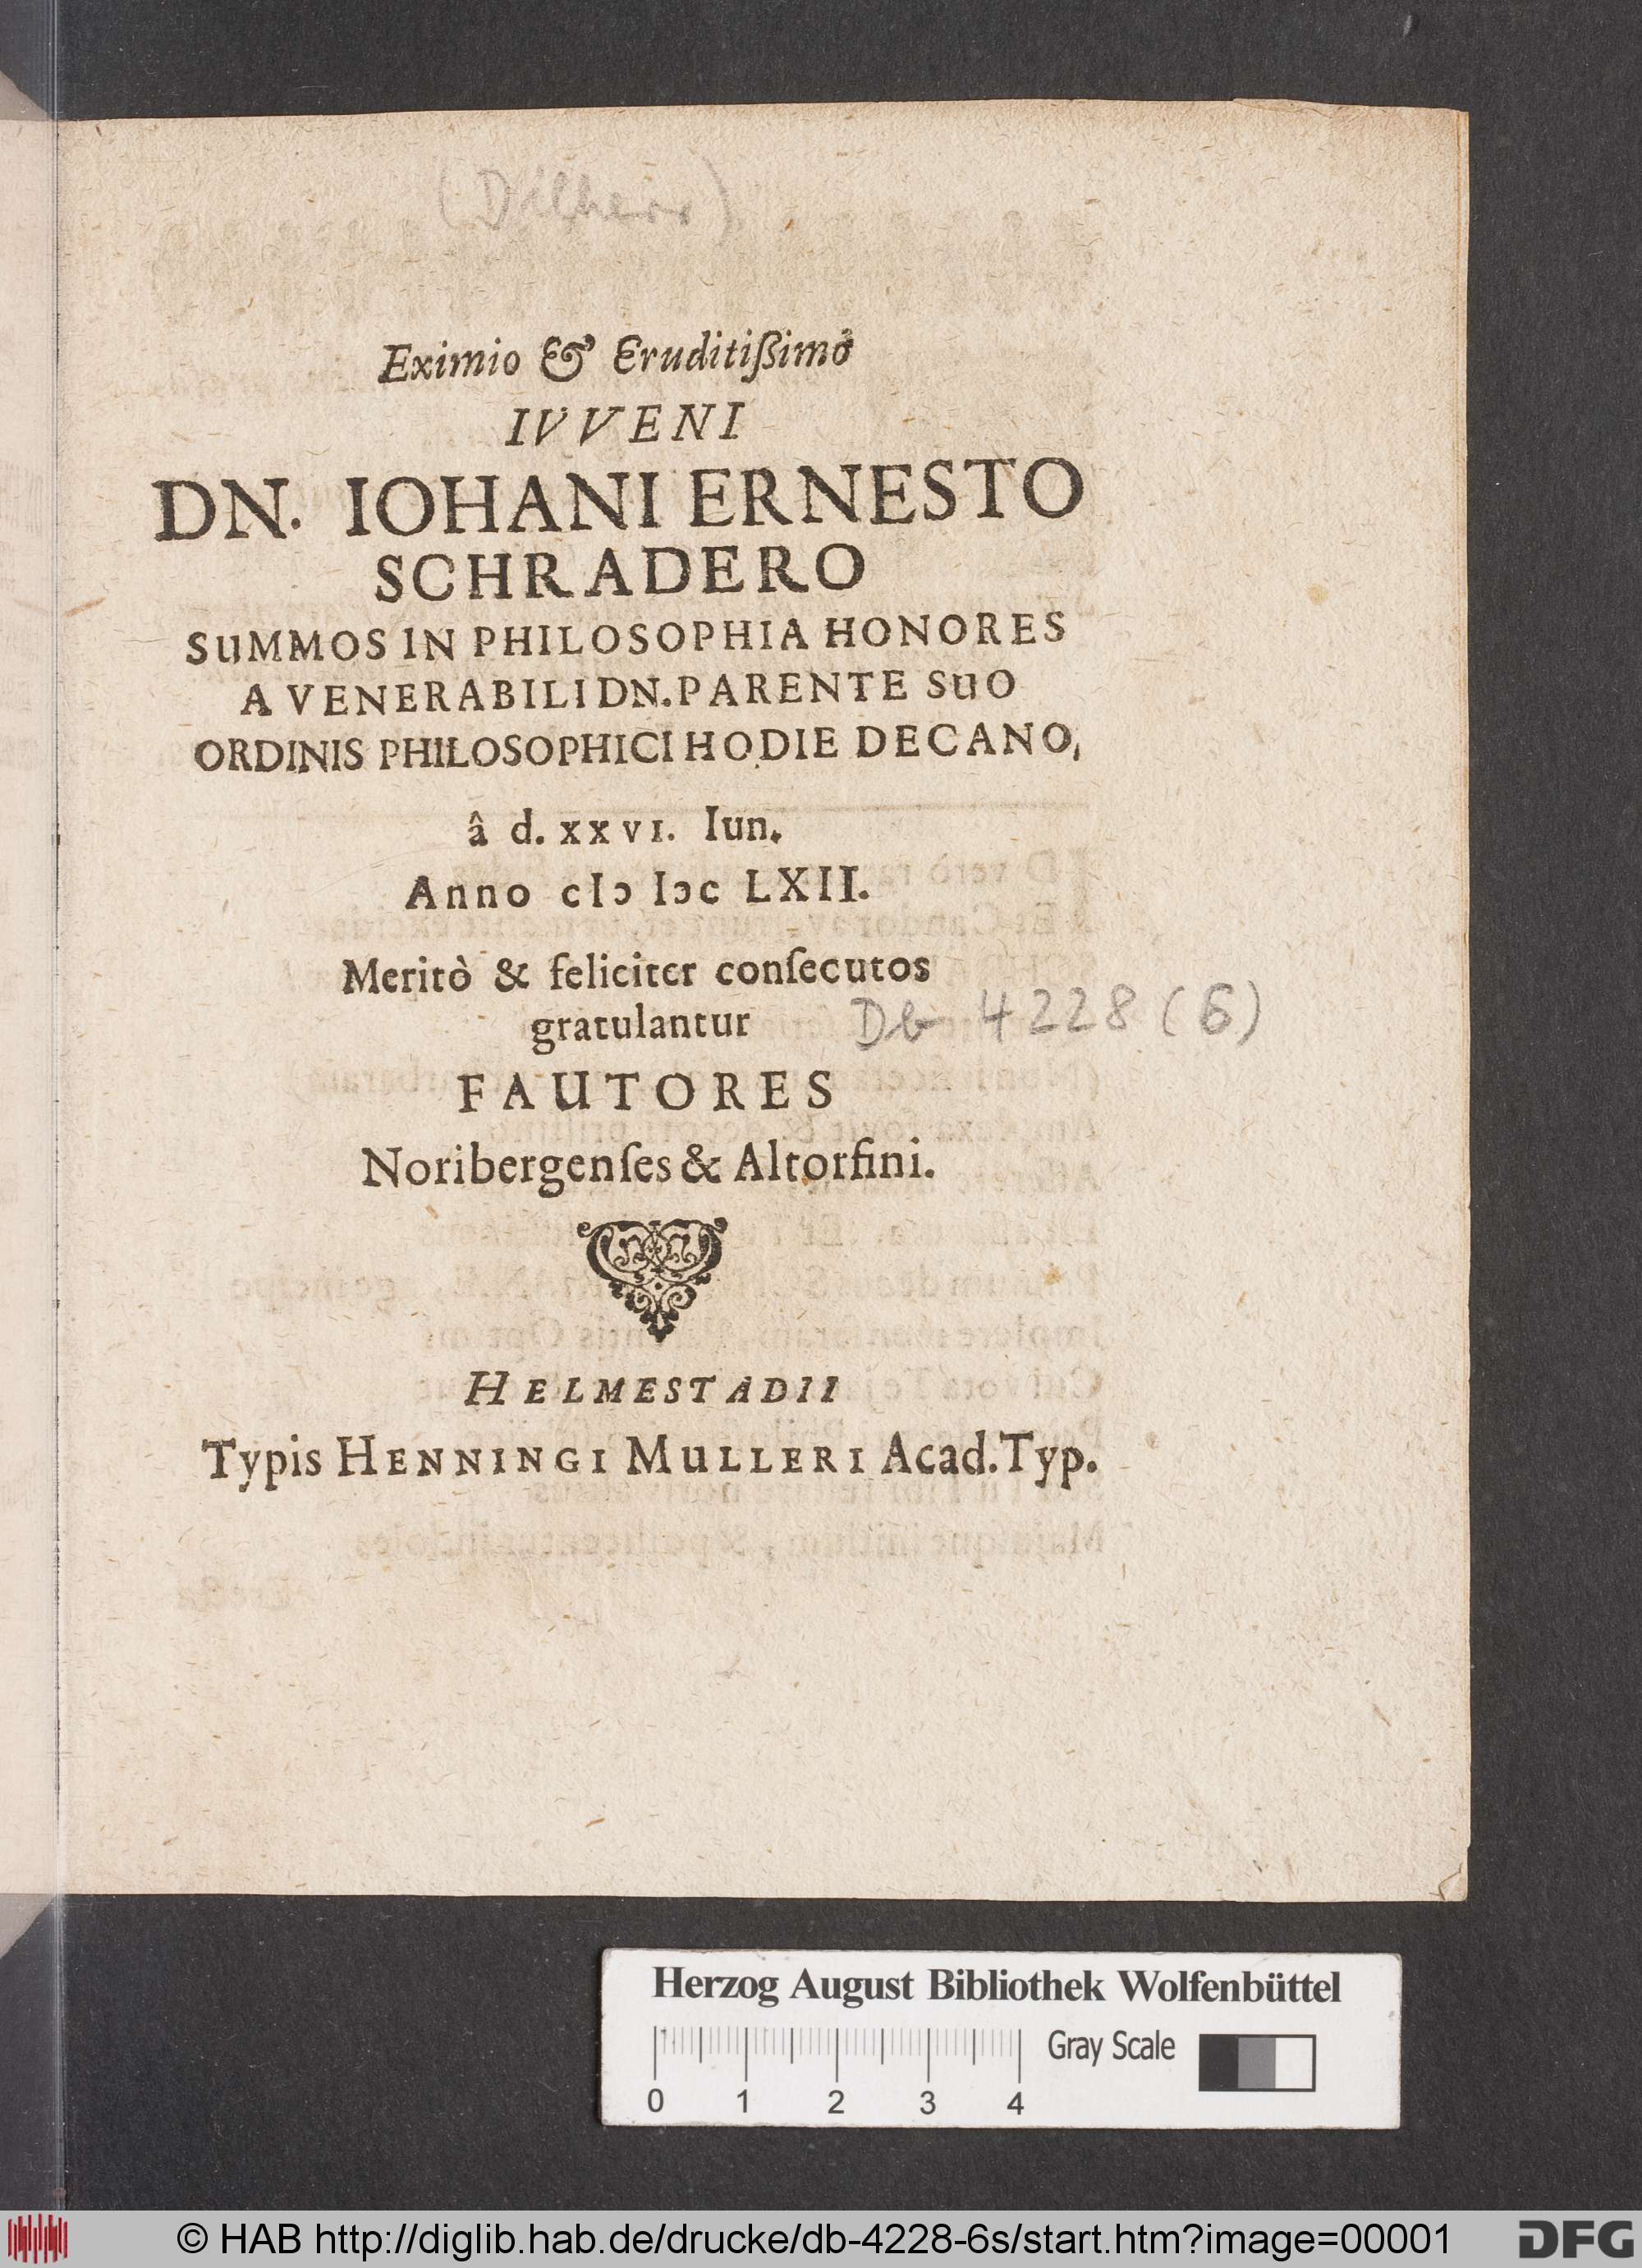 (Dilherr)
Eximio & Eruditißimo
IVVENI
DN. IOHANI ERNESTO
SCHRADERO
SUMMOS IN PHILOSOPHIA HONORES
A VENERABILI DN. PARENTE SUO
ORDINIS PHILOSOPHICI HODIE DECANO,
â d. XXVI. Iun.
Anno cIↄ Iↄc LXII.
Meritò & feliciter conſecutos
gratulantur
Db 4228 (6)
FAUTORES
Noribergenſes & Altorfini.
HELMESTADII
Typis HENNINGI MULLERI Acad. Typ.
Herzog August Bibliothek Wolfenbüttel
Gray Scale
0 1 2 3 4
© HAB http://diglib.hab.de/drucke/db-4228-6s/start.htm?image=00001
DFG